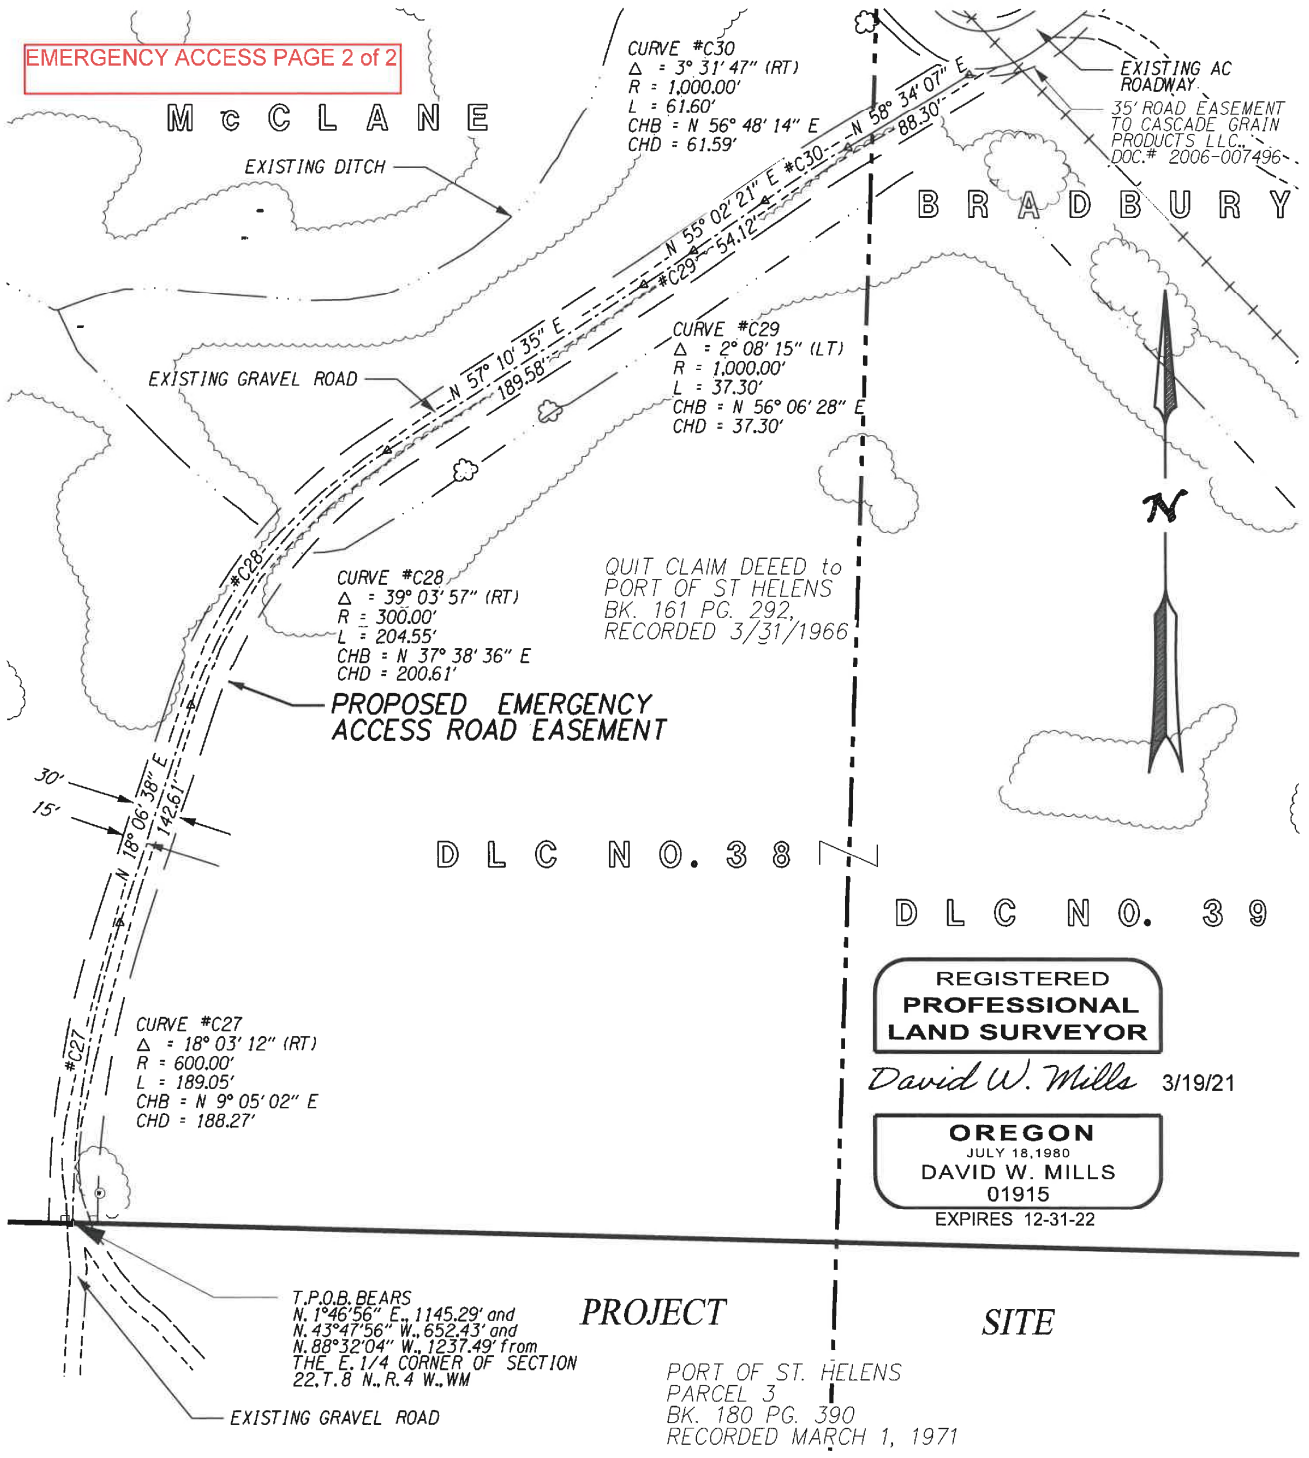 EMERGENCY ACCESS PAGE 2 of 2
McCLANE
EXISTING DITCH
CURVE #C30
Δ = 3° 31' 47" (RT)
R = 1,000.00'
L = 61.60'
CHB = N 56° 48' 14" E
CHD = 61.59'
N 58° 34' 07" E
88.30'
EXISTING AC
ROADWAY
35' ROAD EASEMENT
TO CASCADE GRAIN
PRODUCTS LLC.,
DOC.# 2006-007496
BRADBURY
#C30
N 55° 02' 21" E
54.12'
#C29
CURVE #C29
Δ = 2° 08' 15" (LT)
R = 1,000.00'
L = 37.30'
CHB = N 56° 06' 28" E
CHD = 37.30'
EXISTING GRAVEL ROAD
N 57° 10' 35" E
189.58'
N
#C28
CURVE #C28
Δ = 39° 03' 57" (RT)
R = 300.00'
L = 204.55'
CHB = N 37° 38' 36" E
CHD = 200.61'
QUIT CLAIM DEEED to
PORT OF ST HELENS
BK. 161 PG. 292,
RECORDED 3/31/1966
PROPOSED EMERGENCY
ACCESS ROAD EASEMENT
30'
15'
N 18° 06' 38" E
142.61'
DLC NO. 38
DLC NO. 39
REGISTERED
PROFESSIONAL
LAND SURVEYOR
David W. Mills 3/19/21
OREGON
JULY 18,1980
DAVID W. MILLS
01915
EXPIRES 12-31-22
#C27
CURVE #C27
Δ = 18° 03' 12" (RT)
R = 600.00'
L = 189.05'
CHB = N 9° 05' 02" E
CHD = 188.27'
T.P.O.B. BEARS
N. 1°46'56" E., 1145.29' and
N. 43°47'56" W., 652.43' and
N. 88°32'04" W., 1237.49' from
THE E. 1/4 CORNER OF SECTION
22, T. 8 N., R. 4 W., WM
EXISTING GRAVEL ROAD
PROJECT SITE
PORT OF ST. HELENS
PARCEL 3
BK. 180 PG. 390
RECORDED MARCH 1, 1971